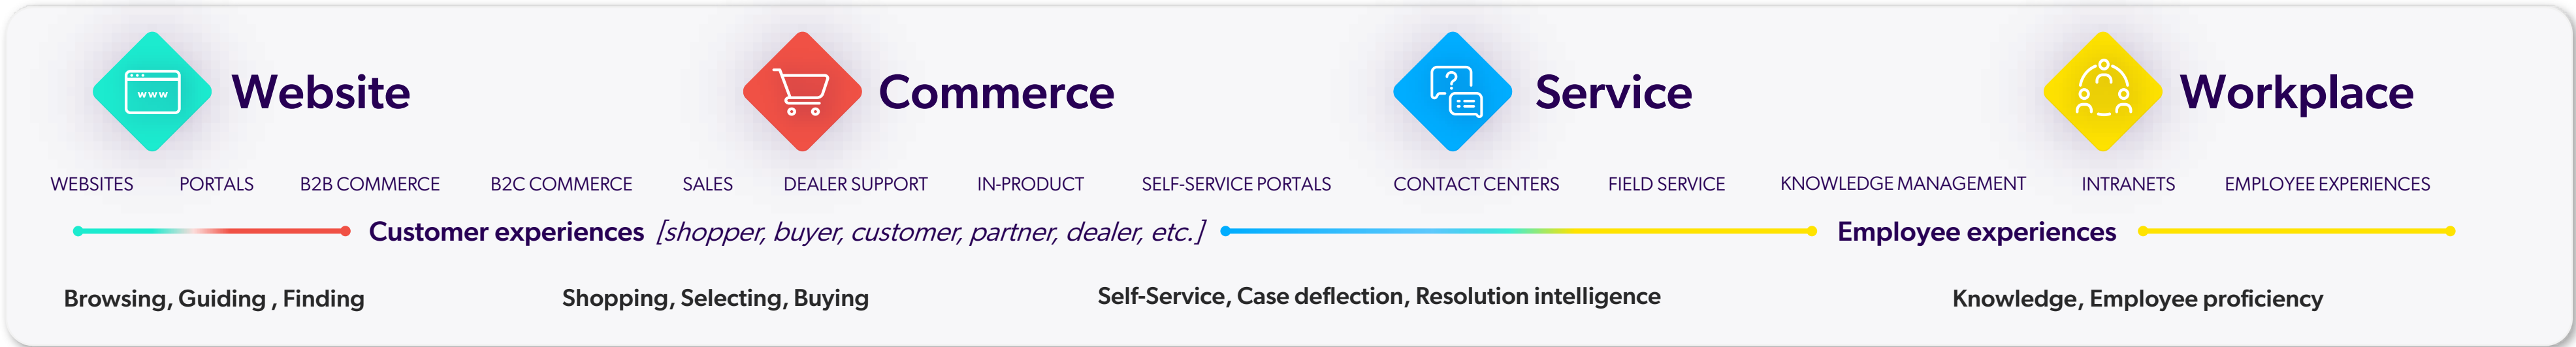 www
Website
Commerce
?
Service
Workplace
WEBSITES PORTALS B2B COMMERCE B2C COMMERCE SALES DEALER SUPPORT IN-PRODUCT SELF-SERVICE PORTALS CONTACT CENTERS FIELD SERVICE KNOWLEDGE MANAGEMENT INTRANETS EMPLOYEE EXPERIENCES
Customer experiences [shopper, buyer, customer, partner, dealer, etc.] Employee experiences
Browsing, Guiding , Finding
Shopping, Selecting, Buying
Self-Service, Case deflection, Resolution intelligence
Knowledge, Employee proficiency